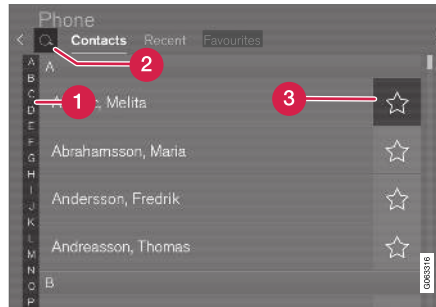 Phone
Contacts Recent Favourites
2
A
A
B
C
1
D
Melita
3
E
F
G
Abrahamsson, Maria
H
I
J
Andersson, Fredrik
K
L
M
Andreasson, Thomas
N
O
B
P
G063316